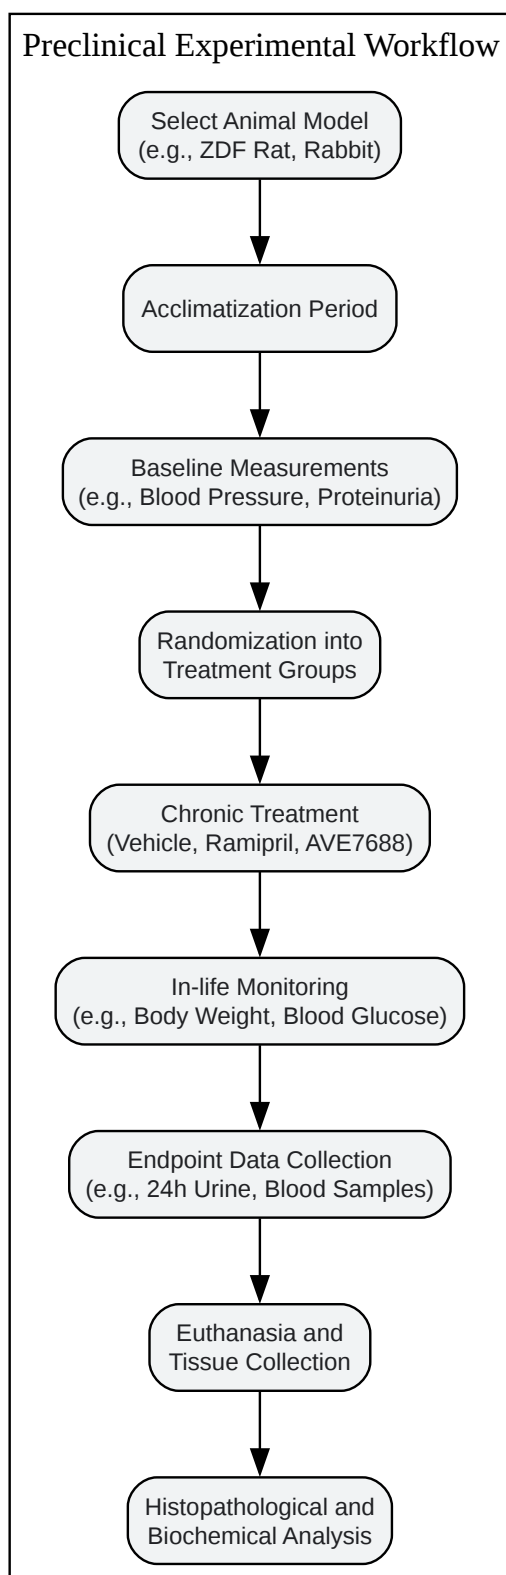 Preclinical Experimental Workflow
Select Animal Model
(e.g., ZDF Rat, Rabbit)
Acclimatization Period
Baseline Measurements
(e.g., Blood Pressure, Proteinuria)
Randomization into
Treatment Groups
Chronic Treatment
(Vehicle, Ramipril, AVE7688)
In-life Monitoring
(e.g., Body Weight, Blood Glucose)
Endpoint Data Collection
(e.g., 24h Urine, Blood Samples)
Euthanasia and
Tissue Collection
Histopathological and
Biochemical Analysis